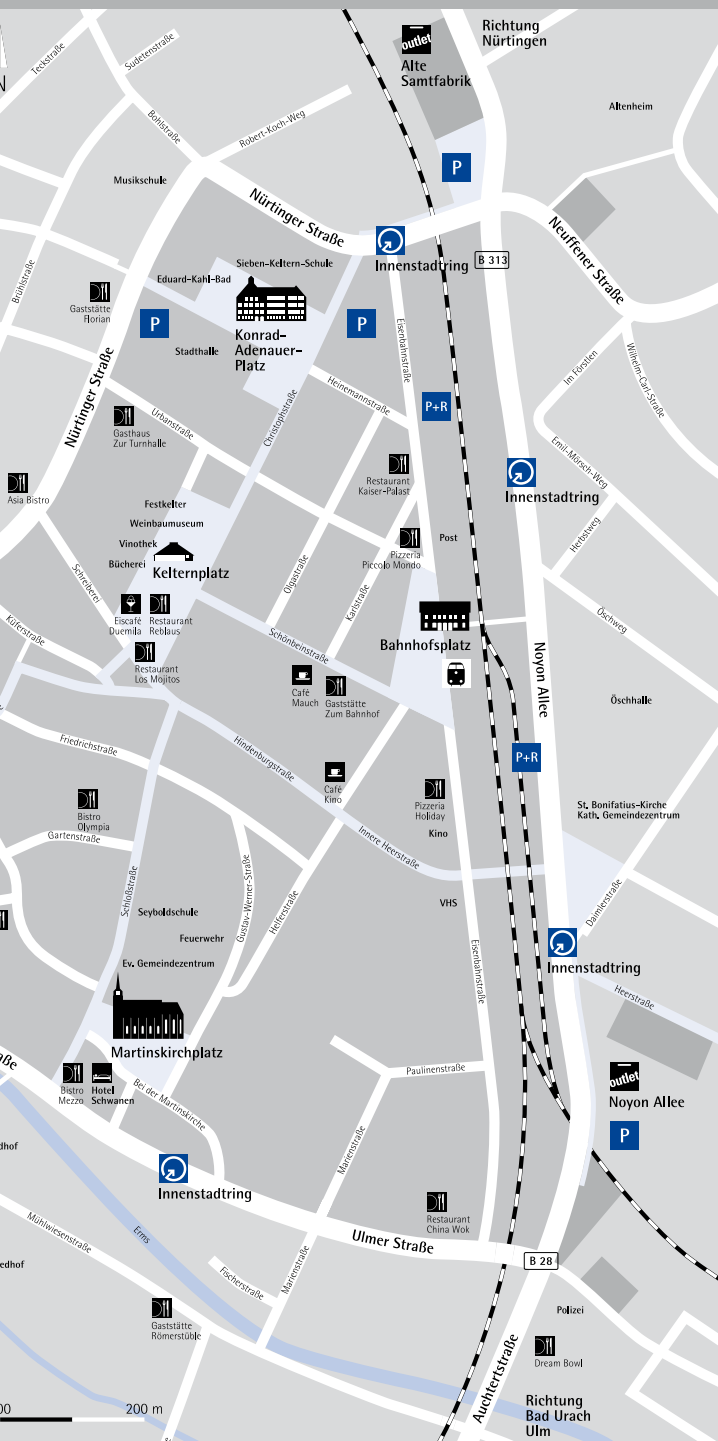 outlet
Alte
Samtfabrik
Richtung
Nürtingen
Teckstraße
Sudetenstraße
N
Bohlstraße
Robert-Koch-Weg
Altenheim
P
Musikschule
Nürtinger Straße
Neuffener Straße
Brühlstraße
Sieben-Keltern-Schule
Innenstadtring
B 313
Eduard-Kahl-Bad
Gaststätte
Florian
P
Stadthalle
Konrad-
Adenauer-
Platz
P
Eisenbahnstraße
Im Förstlen
Wilhelm-Carl-Straße
Nürtinger Straße
Heinemannstraße
P+R
Christophstraße
Gasthaus
Zur Turnhalle
Urbanstraße
Emil-Mörsch-Weg
Asia Bistro
Restaurant
Kaiser-Palast
Innenstadtring
Festkelter
Weinbaumuseum
Vinothek
Bücherei
Kelternplatz
Post
Pizzeria
Piccolo Mondo
Herbstweg
Olgastraße
Karlstraße
Schreiberei
Küferstraße
Eiscafé
Duemila
Restaurant
Reblaus
Schönbeinstraße
Bahnhofsplatz
Öschweg
Restaurant
Los Mojitos
Noyon Allee
Café
Mauch
Gaststätte
Zum Bahnhof
Öschhalle
Friedrichstraße
Hindenburgstraße
P+R
Café
Kino
Bistro
Olympia
Pizzeria
Holiday
Kino
St. Bonifatius-Kirche
Kath. Gemeindezentrum
Gartenstraße
Innere Heerstraße
Schloßstraße
Gustav-Werner-Straße
Helferstraße
VHS
Daimlerstraße
Seyboldschule
Feuerwehr
Ev. Gemeindezentrum
Eisenbahnstraße
Innenstadtring
Heerstraße
Martinskirchplatz
aße
Paulinenstraße
outlet
Noyon Allee
P
Bistro
Mezzo
Hotel
Schwanen
Bei der Martinskirche
Marienstraße
dhof
Innenstadtring
Mühlwiesenstraße
Erms
Restaurant
China Wok
Ulmer Straße
B 28
edhof
Fischerstraße
Marienstraße
Gaststätte
Römerstüble
Polizei
Dream Bowl
Auchtertstraße
00
200 m
Richtung
Bad Urach
Ulm